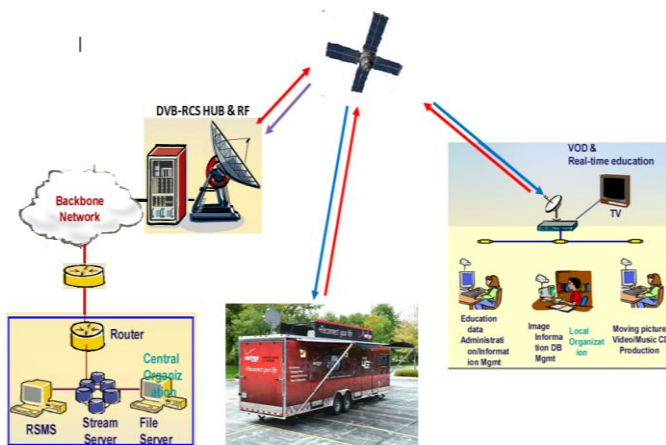 DVB-RCS HUB & RF
Backbone
Network
Router
Central
Organiz
ation
RSMS
Stream
Server
File
Server
VOD &
Real-time education
TV
Education
data
Administrati
on/Informat
ion Mgmt
Image
Informa
tion DB
Mgmt
Local
Organizat
ion
Moving picture
Video/Music CD
Production